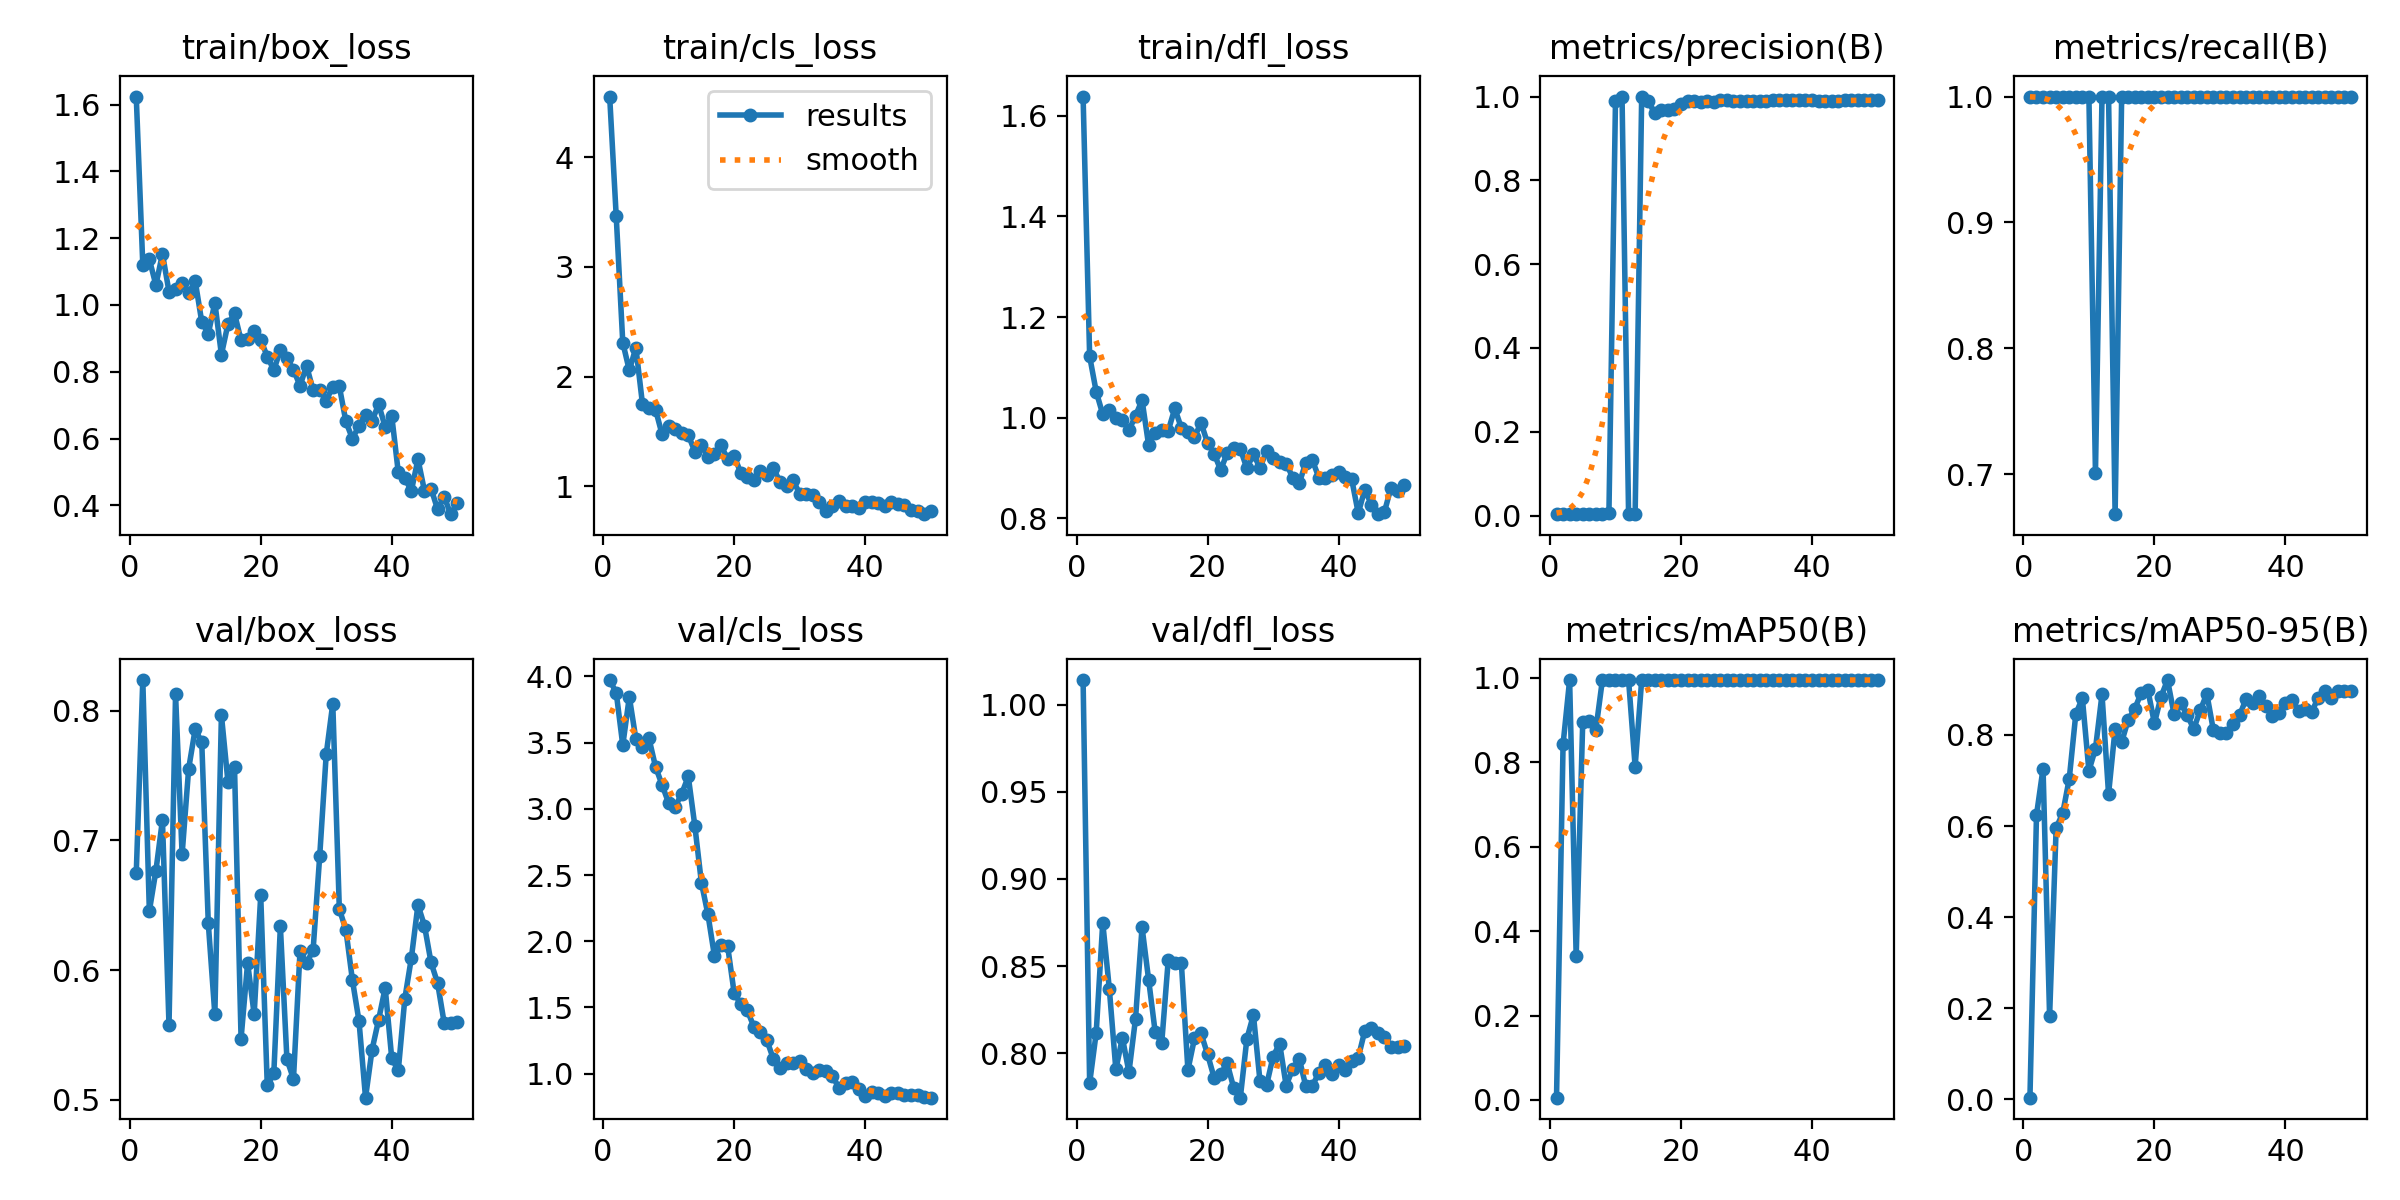 train/box_loss
1.6
1.4
1.2
1.0
0.8
0.6
0.4
0 20 40
train/cls_loss
results
smooth
4
3
2
1
0 20 40
train/dfl_loss
1.6
1.4
1.2
1.0
0.8
0 20 40
metrics/precision(B)
1.0
0.8
0.6
0.4
0.2
0.0
0 20 40
metrics/recall(B)
1.0
0.9
0.8
0.7
0 20 40
val/box_loss
0.8
0.7
0.6
0.5
0 20 40
val/cls_loss
4.0
3.5
3.0
2.5
2.0
1.5
1.0
0 20 40
val/dfl_loss
1.00
0.95
0.90
0.85
0.80
0 20 40
metrics/mAP50(B)
1.0
0.8
0.6
0.4
0.2
0.0
0 20 40
metrics/mAP50-95(B)
0.8
0.6
0.4
0.2
0.0
0 20 40